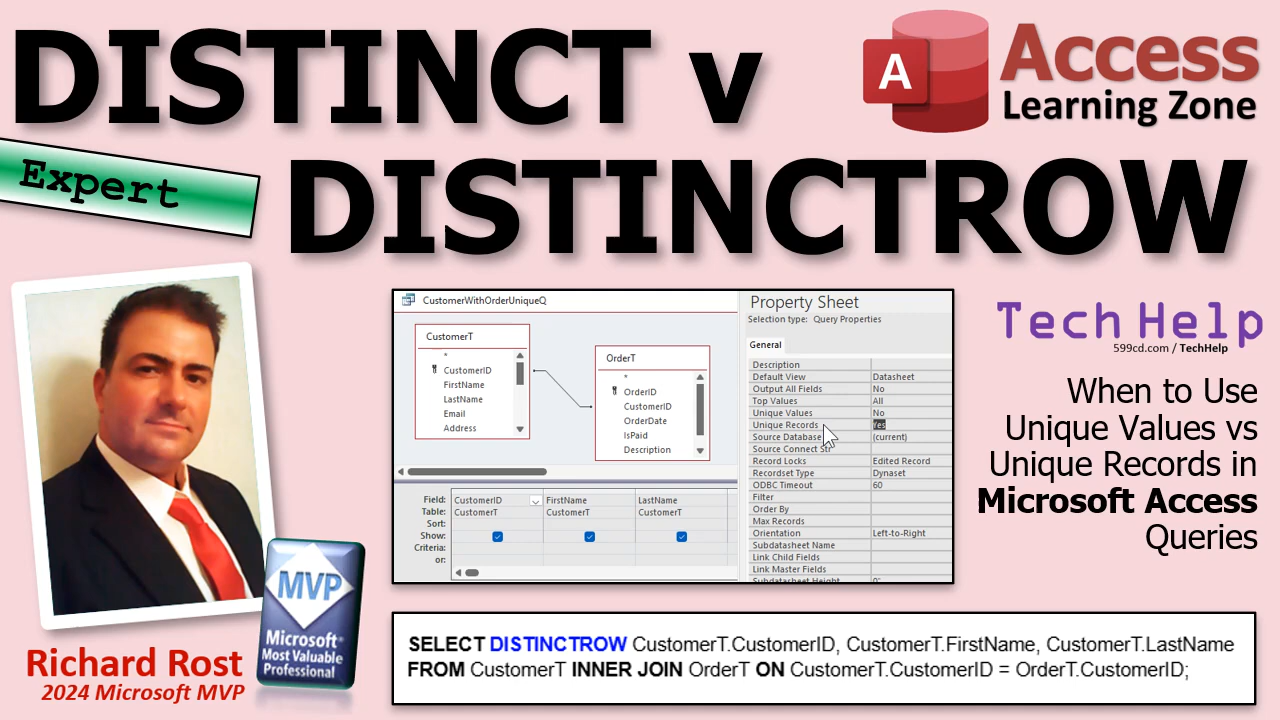 DISTINCT v
DISTINCTROW
A
Access
Learning Zone
Expert
CustomerWithOrderUniqueQ
CustomerT
*
CustomerID
FirstName
LastName
Email
Address
OrderT
*
OrderID
CustomerID
OrderDate
IsPaid
Description
Field: CustomerID FirstName LastName
Table: CustomerT CustomerT CustomerT
Sort:
Show:
Criteria:
or:
Property Sheet
Selection type: Query Properties
General
Description
Default View Datasheet
Output All Fields No
Top Values All
Unique Values No
Unique Records Yes
Source Database (current)
Source Connect Str
Record Locks Edited Record
Recordset Type Dynaset
ODBC Timeout 60
Filter
Order By
Max Records
Orientation Left-to-Right
Subdatasheet Name
Link Child Fields
Link Master Fields
Subdatasheet Height 0"
Tech Help
599cd.com / TechHelp
When to Use
Unique Values vs
Unique Records in
Microsoft Access
Queries
MVP
Microsoft®
Most Valuable
Professional
Richard Rost
2024 Microsoft MVP
SELECT DISTINCTROW CustomerT.CustomerID, CustomerT.FirstName, CustomerT.LastName
FROM CustomerT INNER JOIN OrderT ON CustomerT.CustomerID = OrderT.CustomerID;